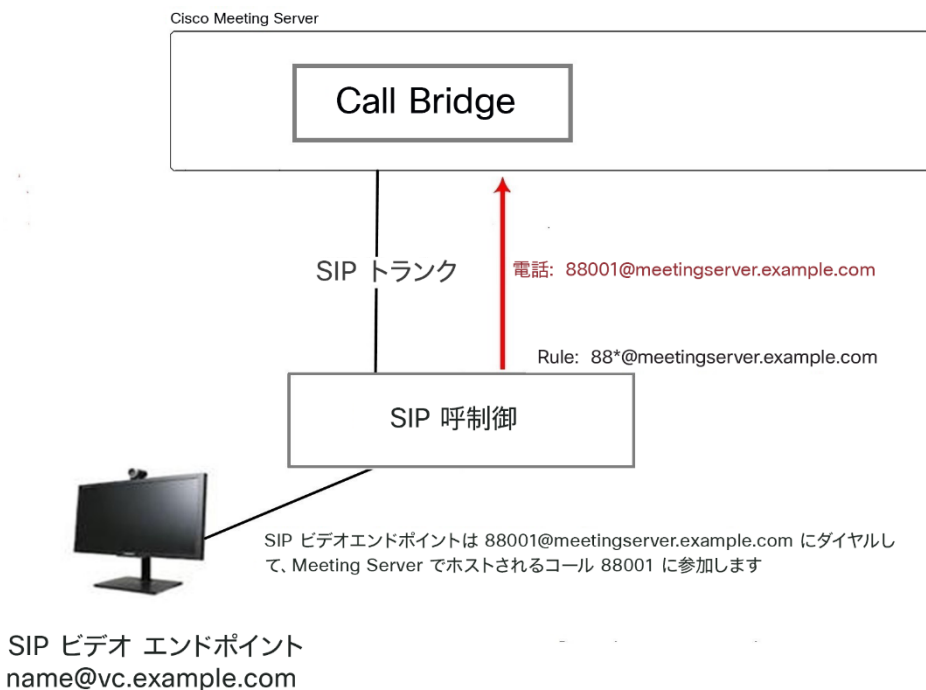 Cisco Meeting Server
Call Bridge
SIP トランク
電話: 88001@meetingserver.example.com
Rule: 88*@meetingserver.example.com
SIP 呼制御
SIP ビデオエンドポイントは 88001@meetingserver.example.com にダイヤルし
て、Meeting Server でホストされるコール 88001 に参加します
SIP ビデオ エンドポイント
name@vc.example.com